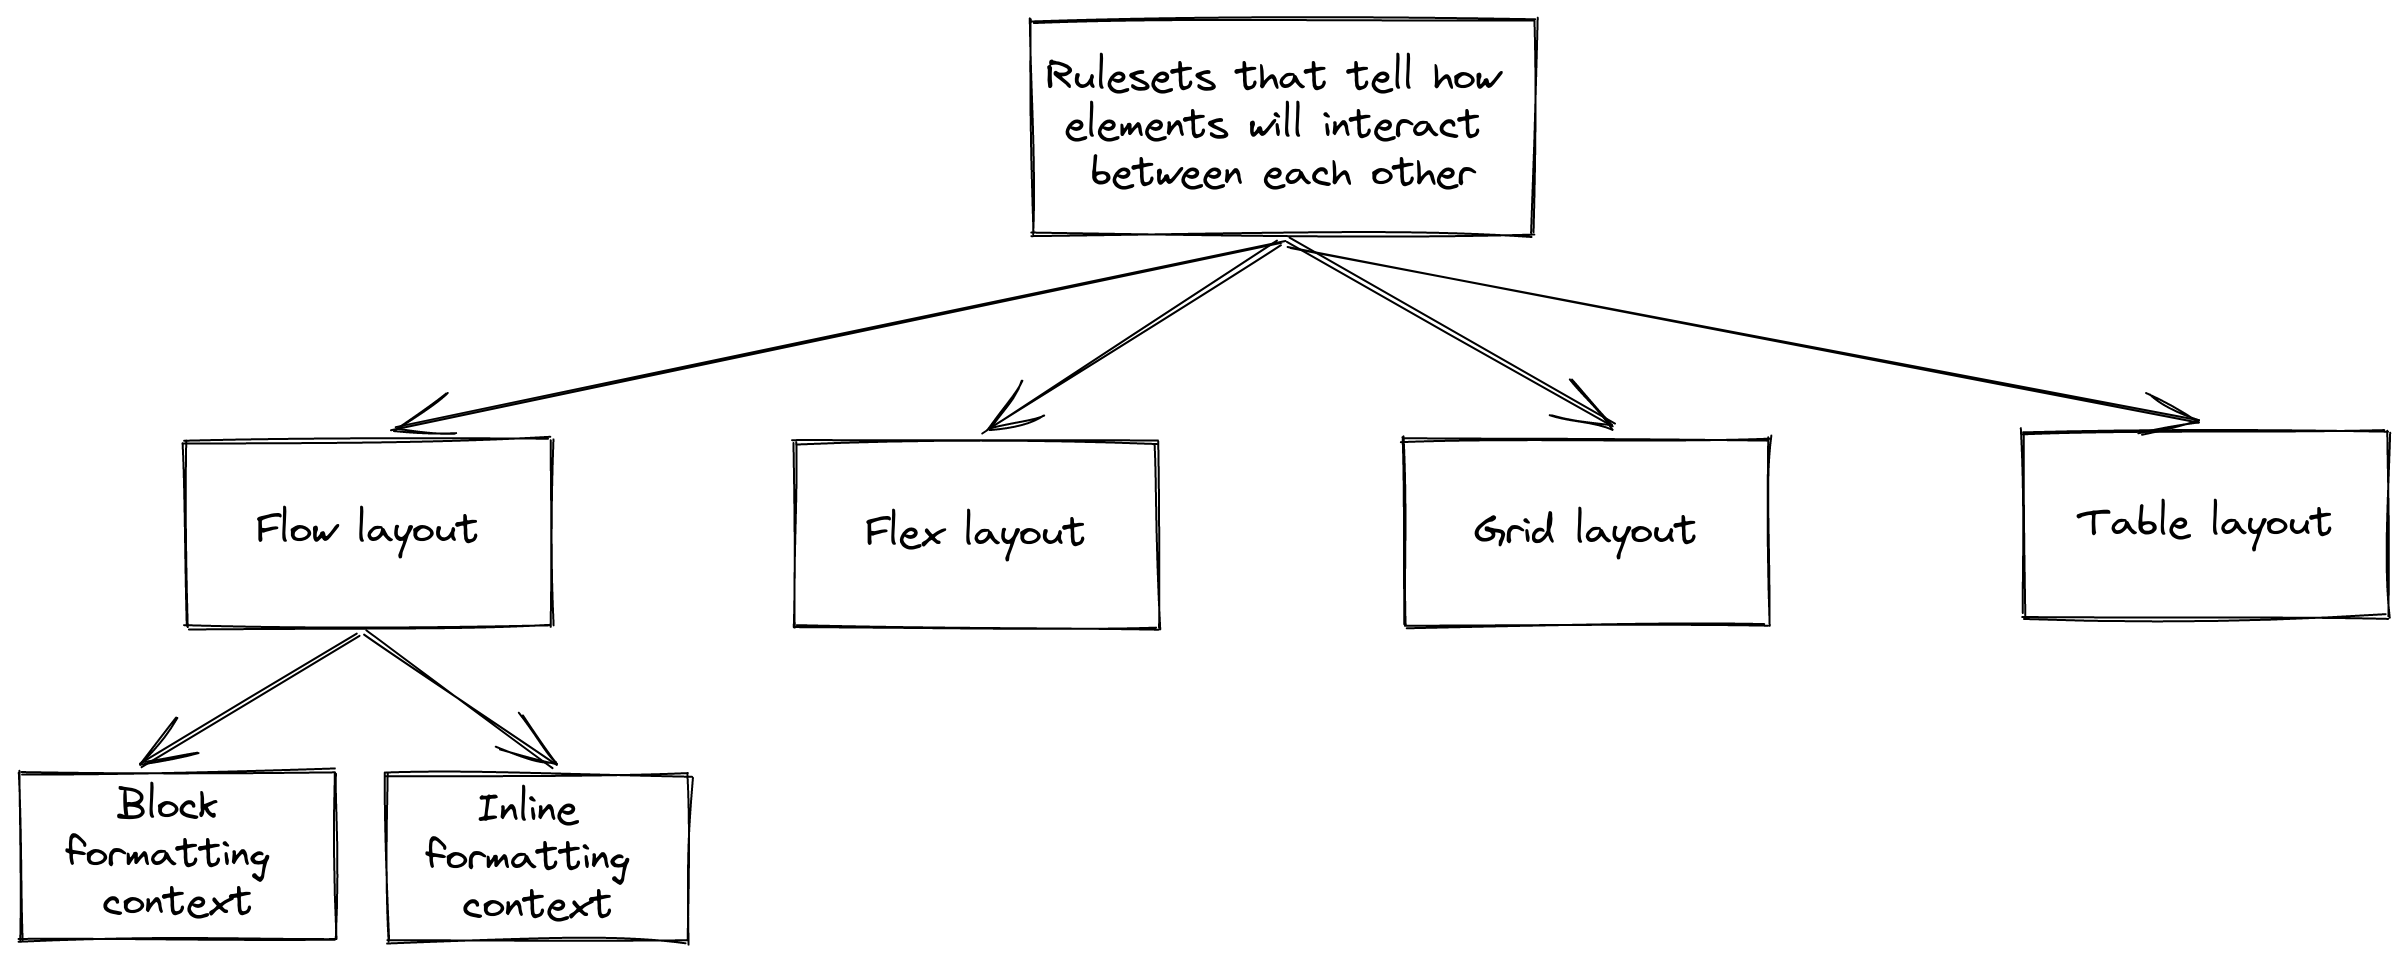 Rulesets that tell how
elements will interact
between each other
Flow layout
Flex layout
Grid layout
Table layout
Block
formatting
context
Inline
formatting
context